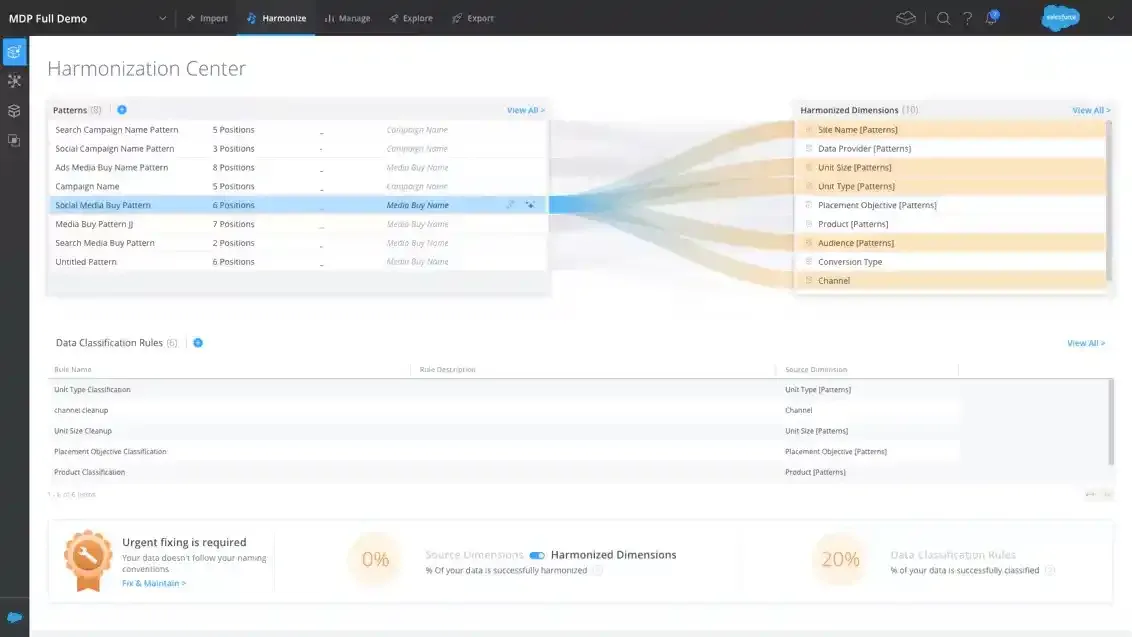 MDP Full Demo Import Harmonize Manage Explore Export
salesforce
Harmonization Center
Patterns (8) View All >
Search Campaign Name Pattern 5 Positions - Campaign Name
Social Campaign Name Pattern 3 Positions - Campaign Name
Ads Media Buy Name Pattern 8 Positions - Media Buy Name
Campaign Name 5 Positions - Campaign Name
Social Media Buy Pattern 6 Positions - Media Buy Name
Media Buy Pattern JJ 7 Positions - Media Buy Name
Search Media Buy Pattern 2 Positions - Media Buy Name
Untitled Pattern 6 Positions - Media Buy Name
Harmonized Dimensions (10) View All >
Site Name [Patterns]
Data Provider [Patterns]
Unit Size [Patterns]
Unit Type [Patterns]
Placement Objective [Patterns]
Product [Patterns]
Audience [Patterns]
Conversion Type
Channel
Data Classification Rules (6) View All >
Rule Name Rule Description Source Dimension
Unit Type Classification Unit Type [Patterns]
channel cleanup Channel
Unit Size Cleanup Unit Size [Patterns]
Placement Objective Classification Placement Objective [Patterns]
Product Classification Product [Patterns]
1 - 6 of 6 items
Urgent fixing is required
Your data doesn't follow your naming
conventions
Fix & Maintain >
0%
Source Dimensions Harmonized Dimensions
% Of your data is successfully harmonized
20%
Data Classification Rules
% of your data is successfully classified